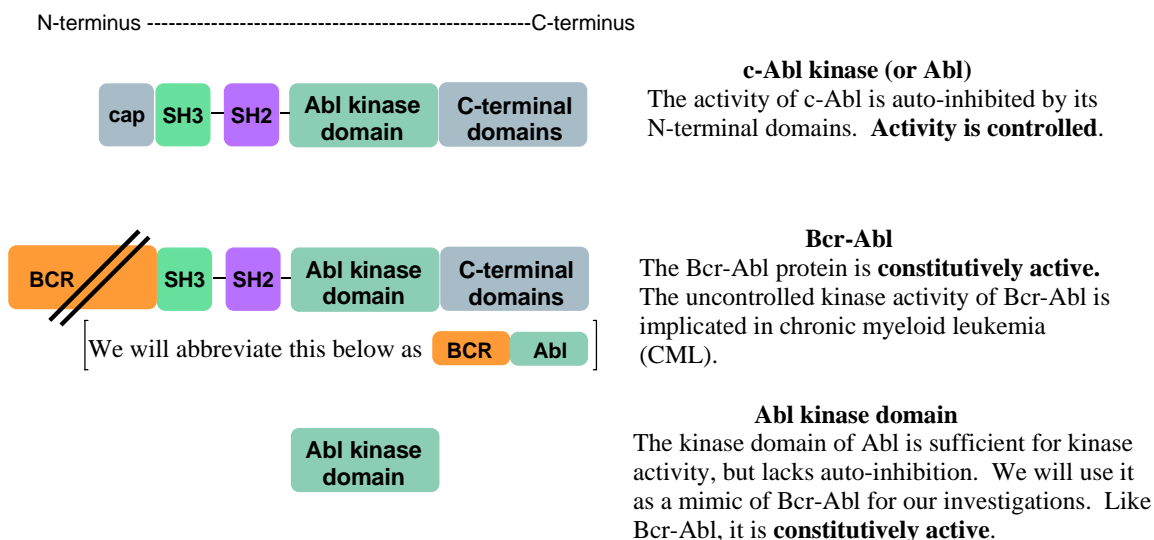 N-terminus -----------------------------------------------------C-terminus
c-Abl kinase (or Abl)
The activity of c-Abl is auto-inhibited by its
N-terminal domains.  Activity is controlled.
cap
SH3
SH2
Abl kinase
domain
C-terminal
domains
Bcr-Abl
The Bcr-Abl protein is constitutively active.
The uncontrolled kinase activity of Bcr-Abl is
implicated in chronic myeloid leukemia
(CML).
BCR
SH3
SH2
Abl kinase
domain
C-terminal
domains
[We will abbreviate this below as BCR Abl]
Abl kinase domain
The kinase domain of Abl is sufficient for kinase
activity, but lacks auto-inhibition.  We will use it
as a mimic of Bcr-Abl for our investigations.  Like
Bcr-Abl, it is constitutively active.
Abl kinase
domain